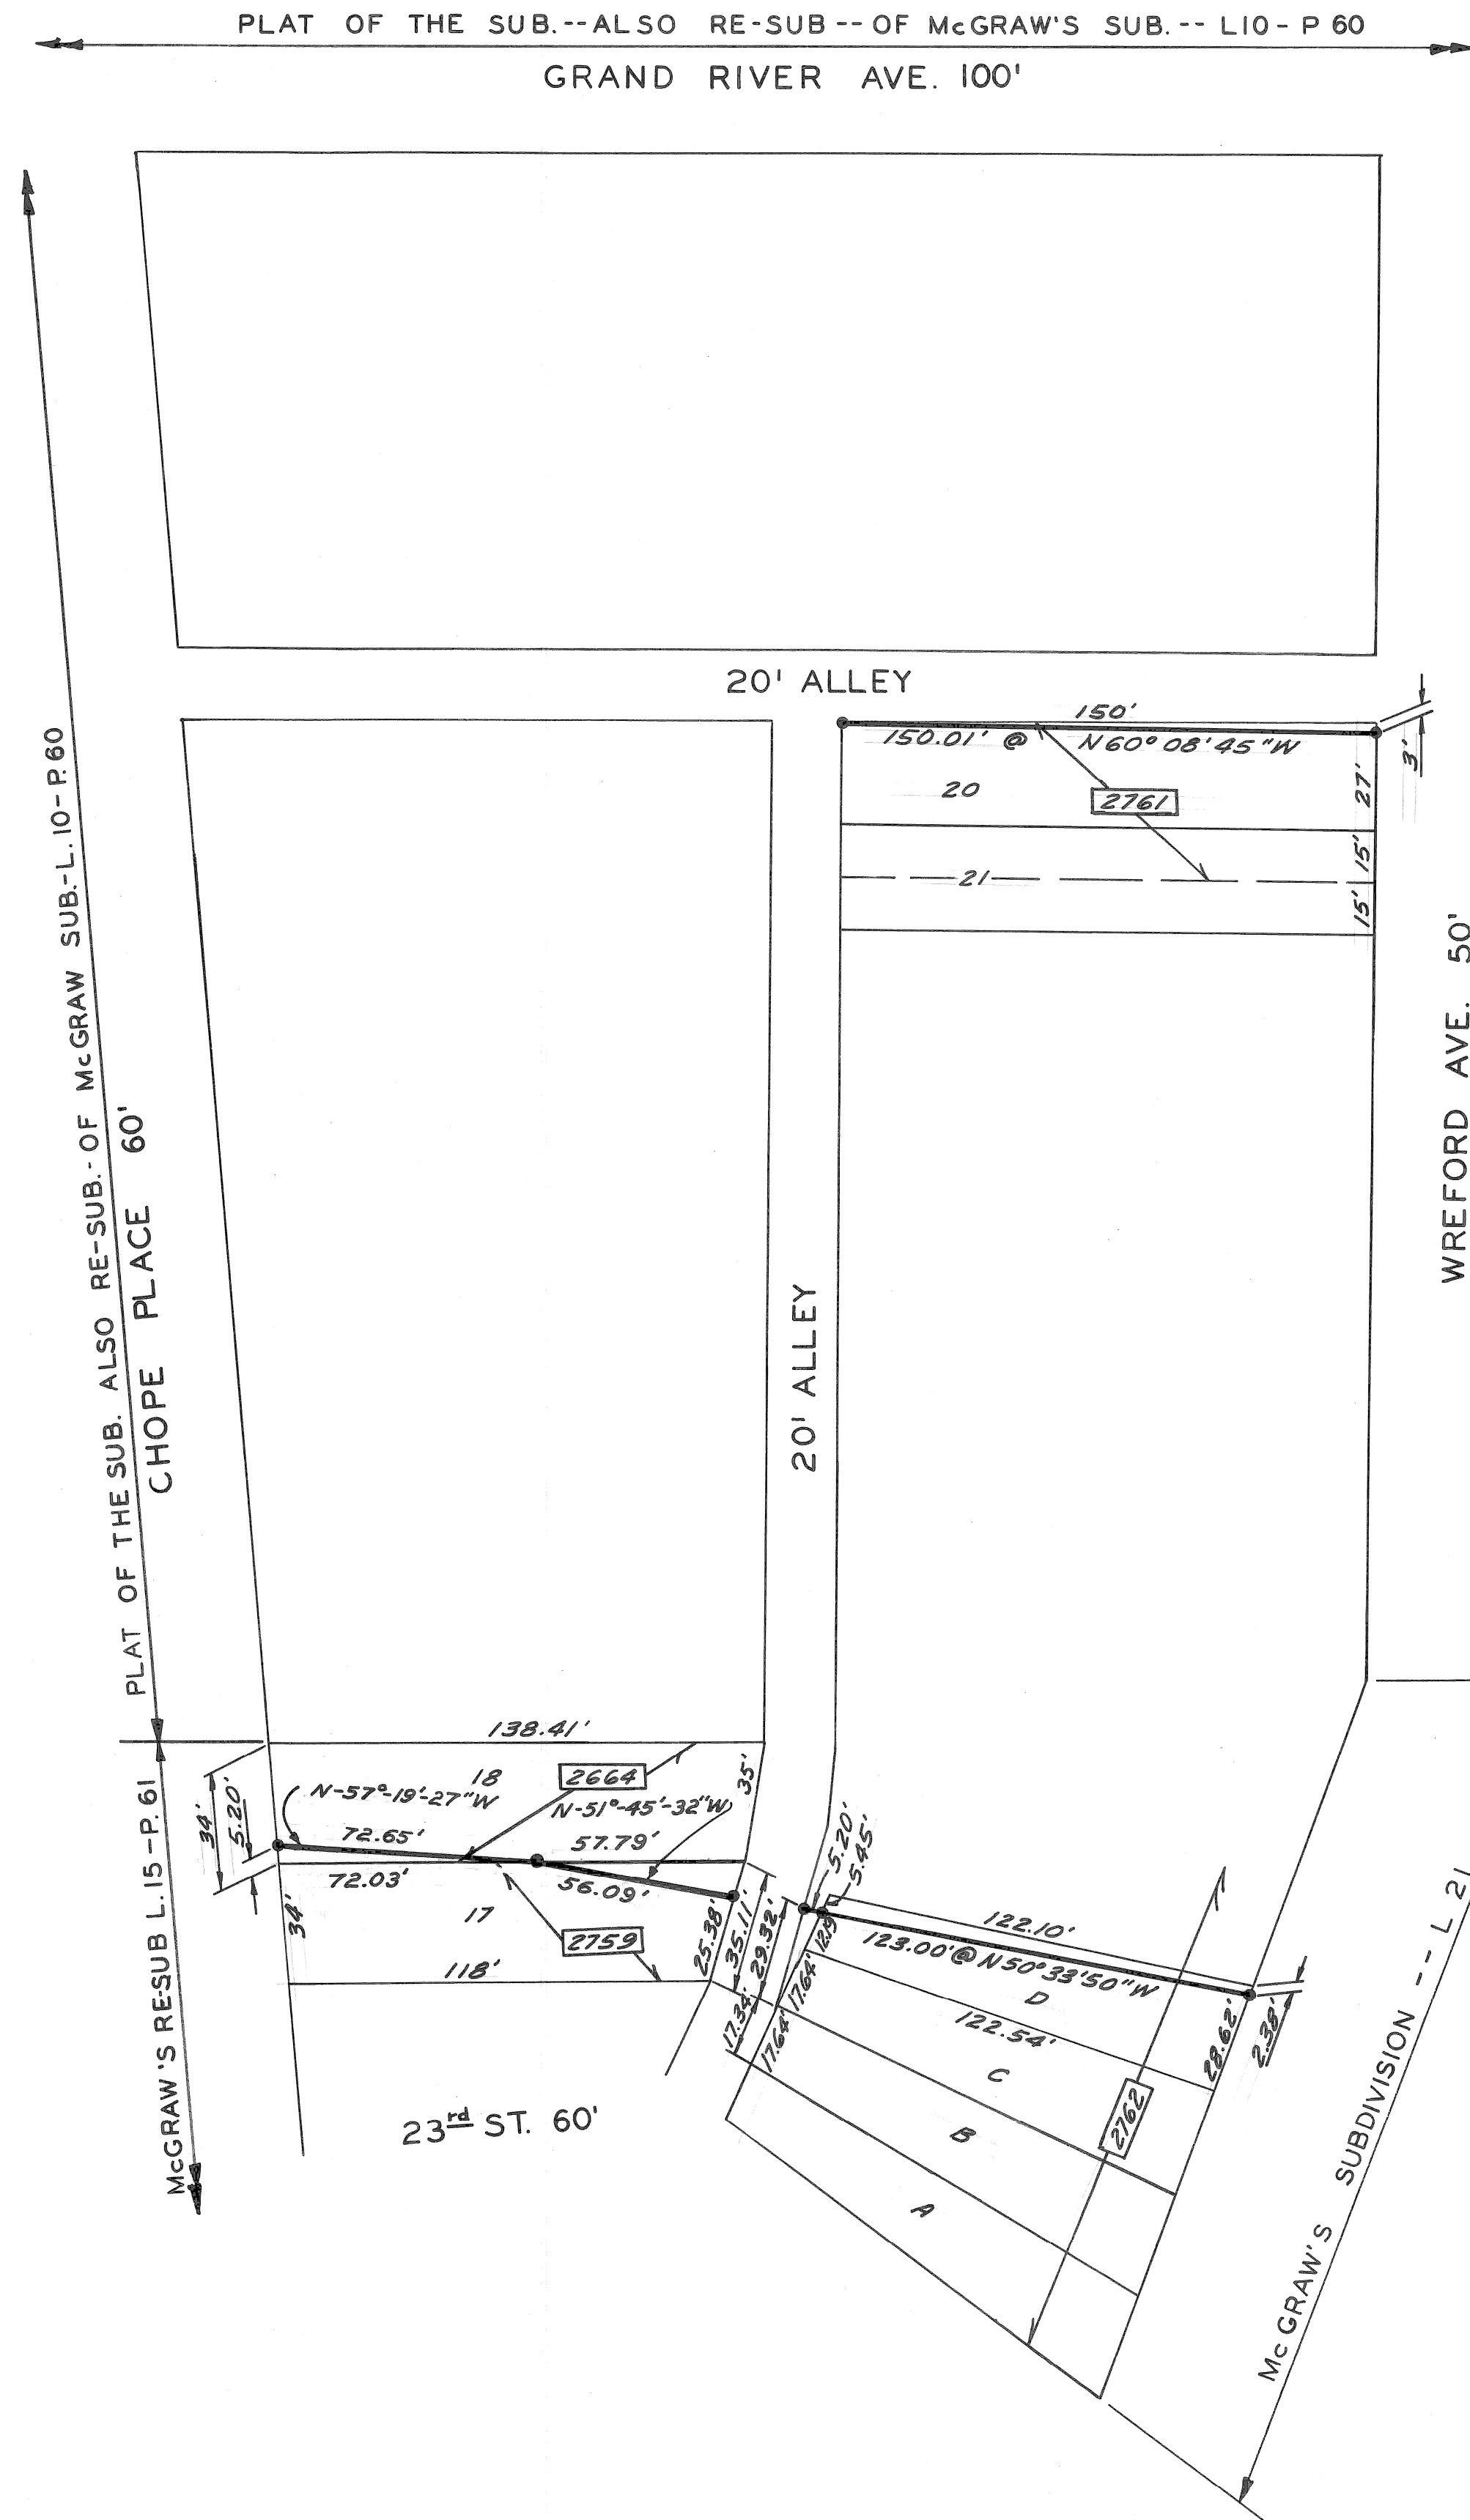 PLAT OF THE SUB.--ALSO RE-SUB--OF McGRAW'S SUB.-- L10-P 60
GRAND RIVER AVE. 100'
20' ALLEY
150'
150.01' @ N 60° 08' 45" W
3'
27'
20
2761
15'
21
15'
WREFORD AVE. 50'
PLAT OF THE SUB. ALSO RE-SUB.-OF McGRAW SUB.-L.10-P.60
CHOPE PLACE 60'
20' ALLEY
138.41'
18
2664
35'
N-57°-19'-27"W
N-51°-45'-32"W
34'
5.20'
72.65'
57.79'
72.03'
56.09'
34'
17
2759
118'
25.38'
35.11'
29.32'
17.34'
5.20'
5.45'
12.19'
17.64'
17.64'
122.10'
123.00' @ N 50° 33' 50" W
D
122.54'
28.62'
2.38'
C
2762
B
A
23rd ST. 60'
McGRAW'S RE-SUB L.15-P.61
McGRAW'S SUBDIVISION -- L 21